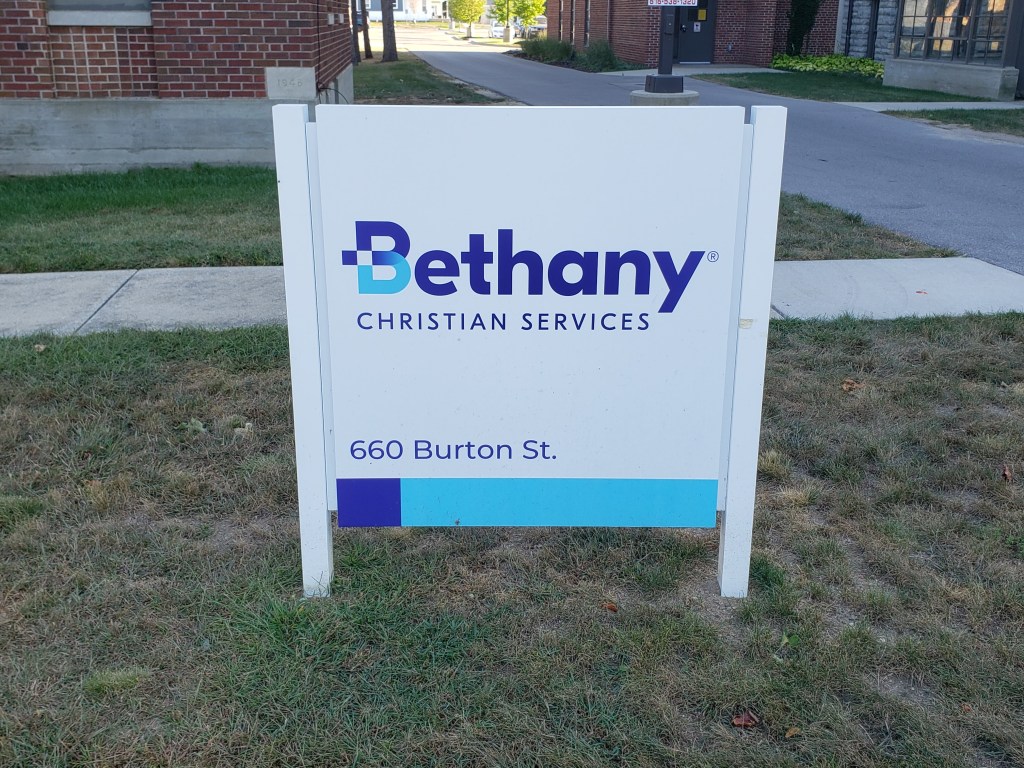 Bethany®
CHRISTIAN SERVICES
660 Burton St.